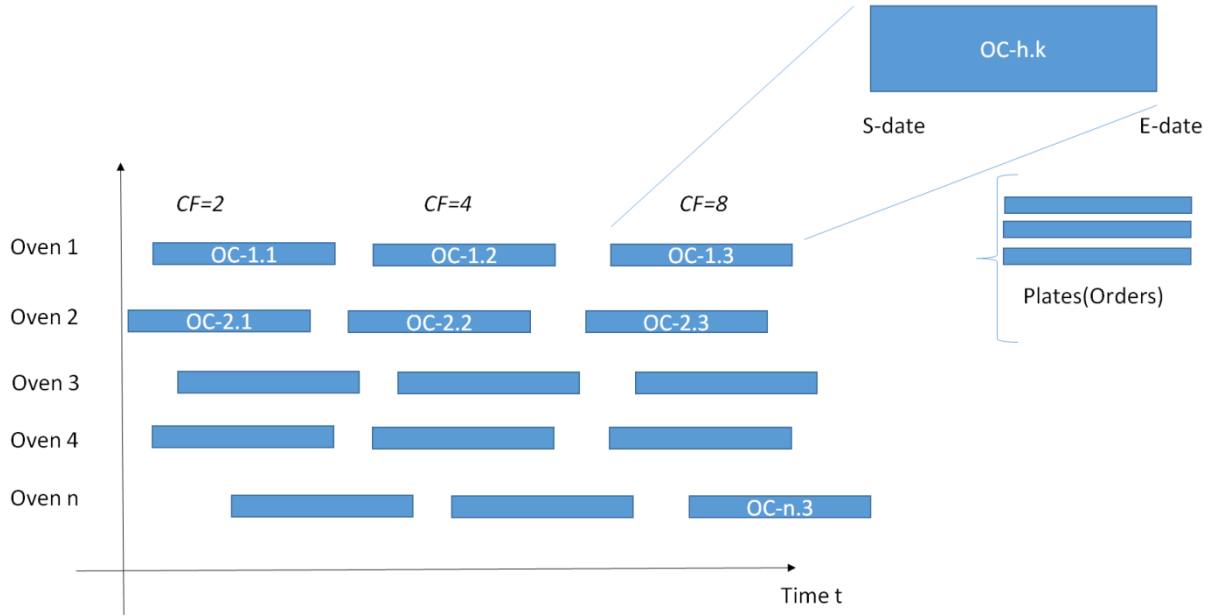 OC-h.k
S-date
E-date
CF=2
CF=4
CF=8
Oven 1
OC-1.1
OC-1.2
OC-1.3
Plates(Orders)
Oven 2
OC-2.1
OC-2.2
OC-2.3
Oven 3
Oven 4
Oven n
OC-n.3
Time t